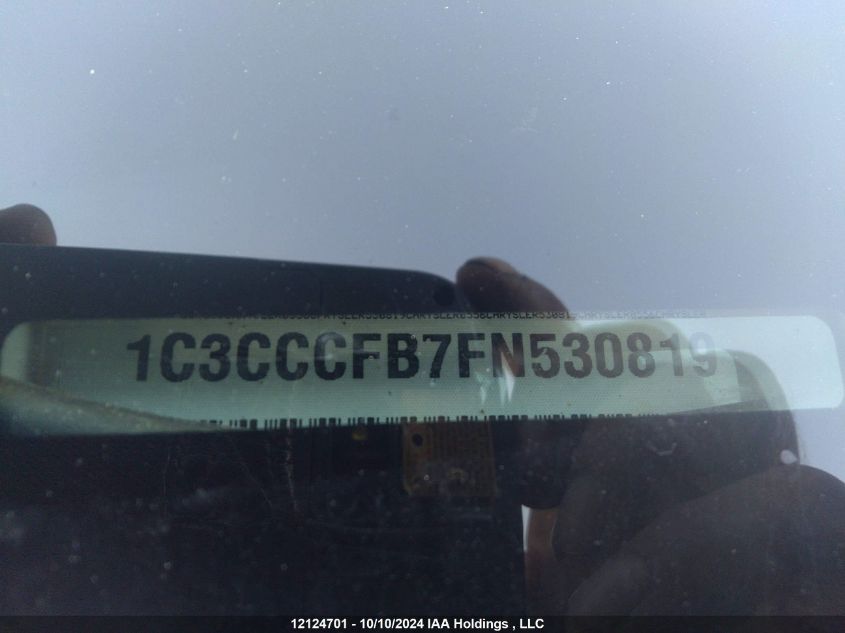 1C3CCCFB7FN530819
12124701 - 10/10/2024 IAA Holdings , LLC